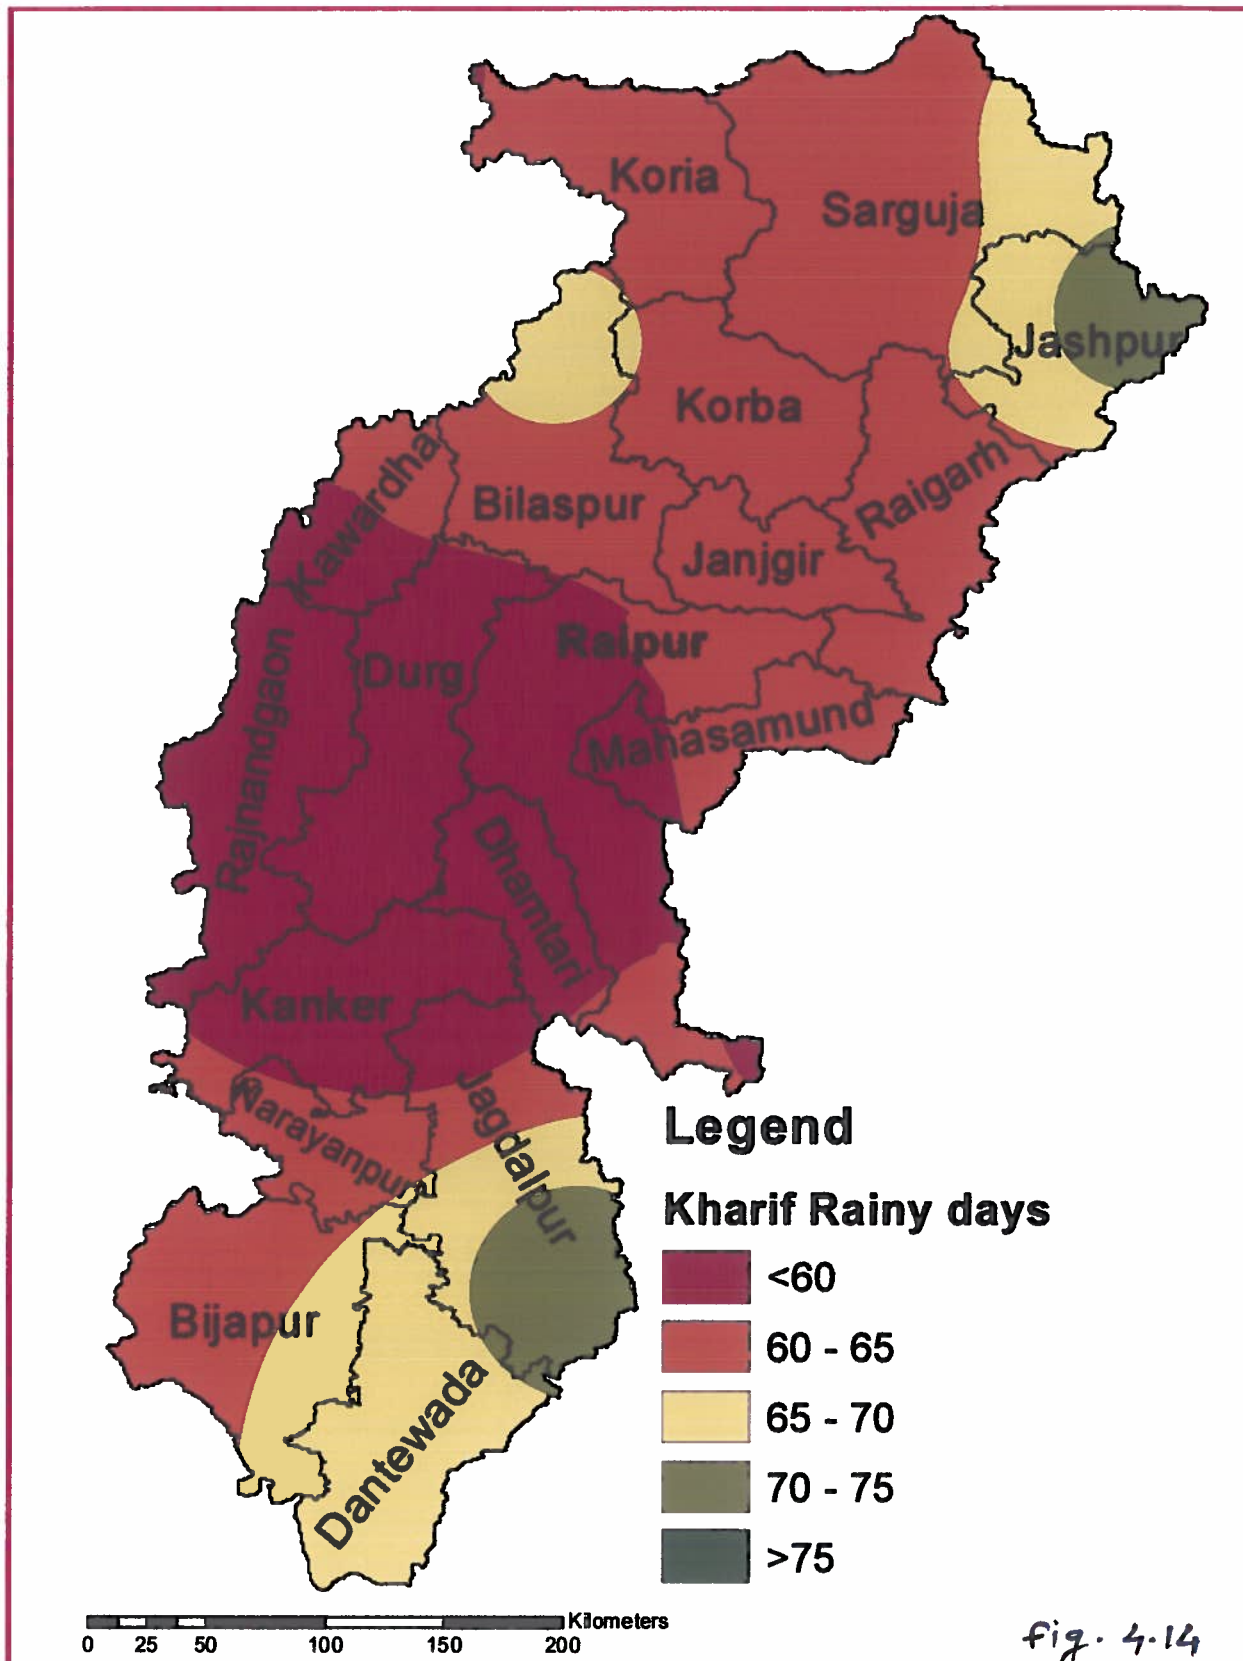 Koria
Sarguja
Jashpur
Korba
Kawardha
Raigarh
Bilaspur
Janjgir
Raipur
Durg
Rajnandgaon
Mahasamund
Dhamtari
Kanker
Narayanpur
Jagdalpur
Bijapur
Dantewada
Legend
Kharif Rainy days
<60
60 - 65
65 - 70
70 - 75
>75
Kilometers
0 25 50 100 150 200
fig. 4.14